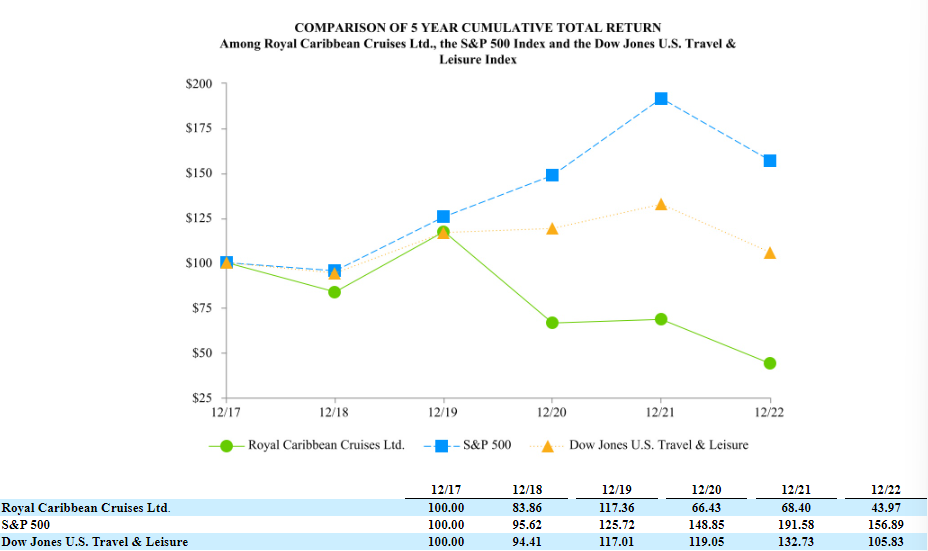 COMPARISON OF 5 YEAR CUMULATIVE TOTAL RETURN
Among Royal Caribbean Cruises Ltd., the S&P 500 Index and the Dow Jones U.S. Travel &
Leisure Index
$200
$175
$150
$125
$100
$75
$50
$25
12/17 12/18 12/19 12/20 12/21 12/22
Royal Caribbean Cruises Ltd. S&P 500 Dow Jones U.S. Travel & Leisure
12/17 12/18 12/19 12/20 12/21 12/22
Royal Caribbean Cruises Ltd. 100.00 83.86 117.36 66.43 68.40 43.97
S&P 500 100.00 95.62 125.72 148.85 191.58 156.89
Dow Jones U.S. Travel & Leisure 100.00 94.41 117.01 119.05 132.73 105.83